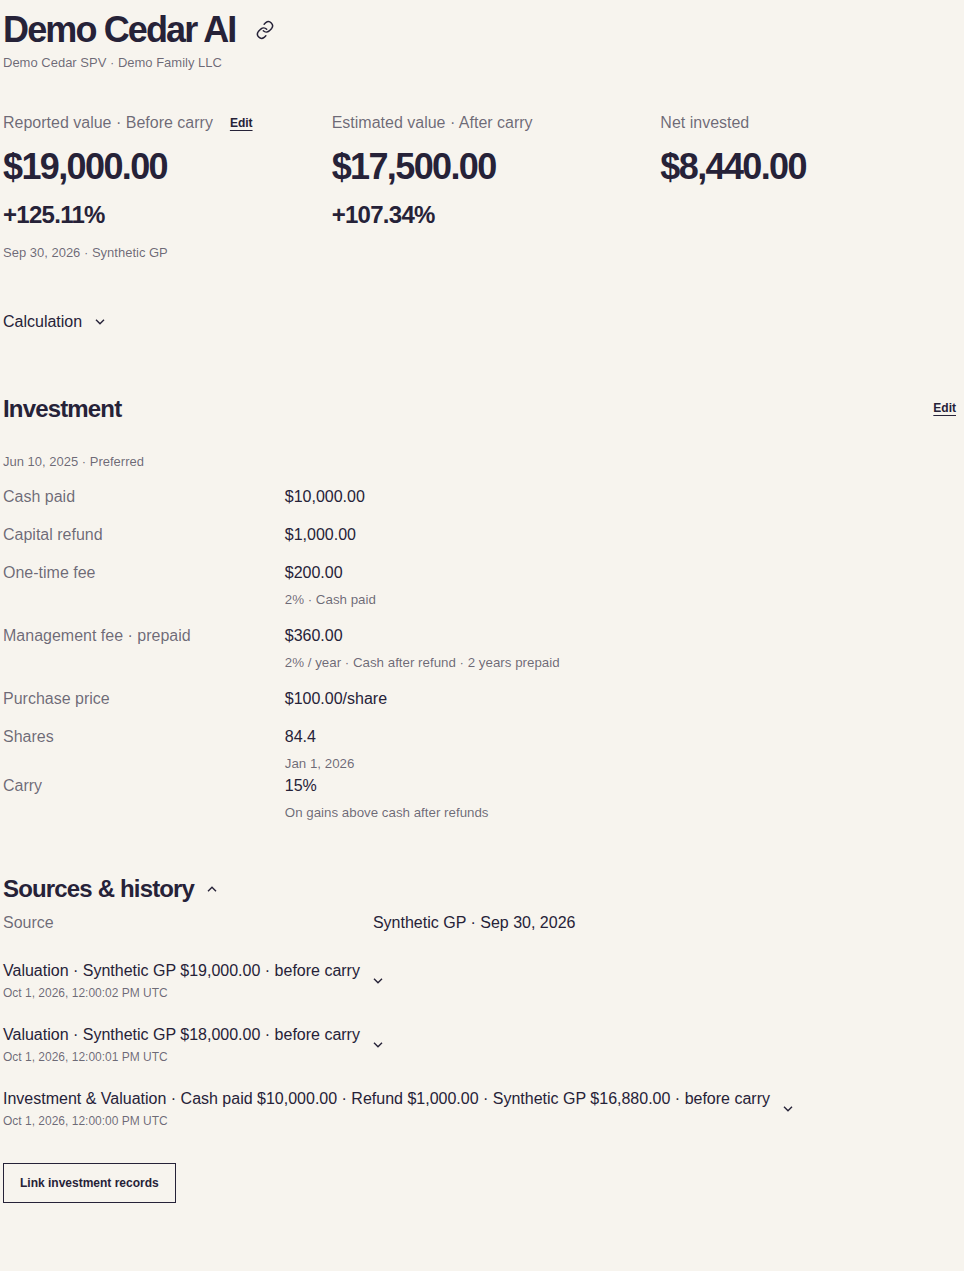 Demo Cedar AI
Demo Cedar SPV · Demo Family LLC
Reported value · Before carry Edit
$19,000.00
+125.11%
Sep 30, 2026 · Synthetic GP
Estimated value · After carry
$17,500.00
+107.34%
Net invested
$8,440.00
Calculation
Investment Edit
Jun 10, 2025 · Preferred
Cash paid $10,000.00
Capital refund $1,000.00
One-time fee $200.00
2% · Cash paid
Management fee · prepaid $360.00
2% / year · Cash after refund · 2 years prepaid
Purchase price $100.00/share
Shares 84.4
Jan 1, 2026
Carry 15%
On gains above cash after refunds
Sources & history
Source Synthetic GP · Sep 30, 2026
Valuation · Synthetic GP $19,000.00 · before carry
Oct 1, 2026, 12:00:02 PM UTC
Valuation · Synthetic GP $18,000.00 · before carry
Oct 1, 2026, 12:00:01 PM UTC
Investment & Valuation · Cash paid $10,000.00 · Refund $1,000.00 · Synthetic GP $16,880.00 · before carry
Oct 1, 2026, 12:00:00 PM UTC
Link investment records